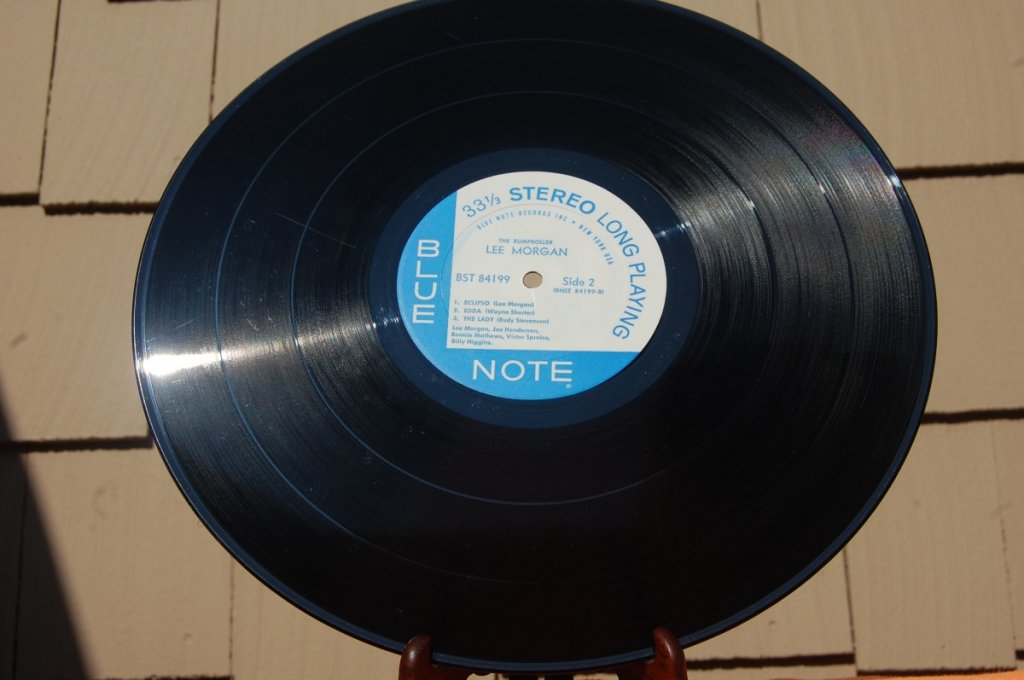 33⅓ STEREO LONG PLAYING
BLUE NOTE RECORDS INC • NEW YORK USA
THE RUMPROLLER
LEE MORGAN
BST 84199
Side 2
(BNST 84199-B)
1. ECLIPSO (Lee Morgan)
2. EDDA (Wayne Shorter)
3. THE LADY (Rudy Stevenson)
Lee Morgan, Joe Henderson,
Ronnie Mathews, Victor Sproles,
Billy Higgins,
BLUE
NOTE